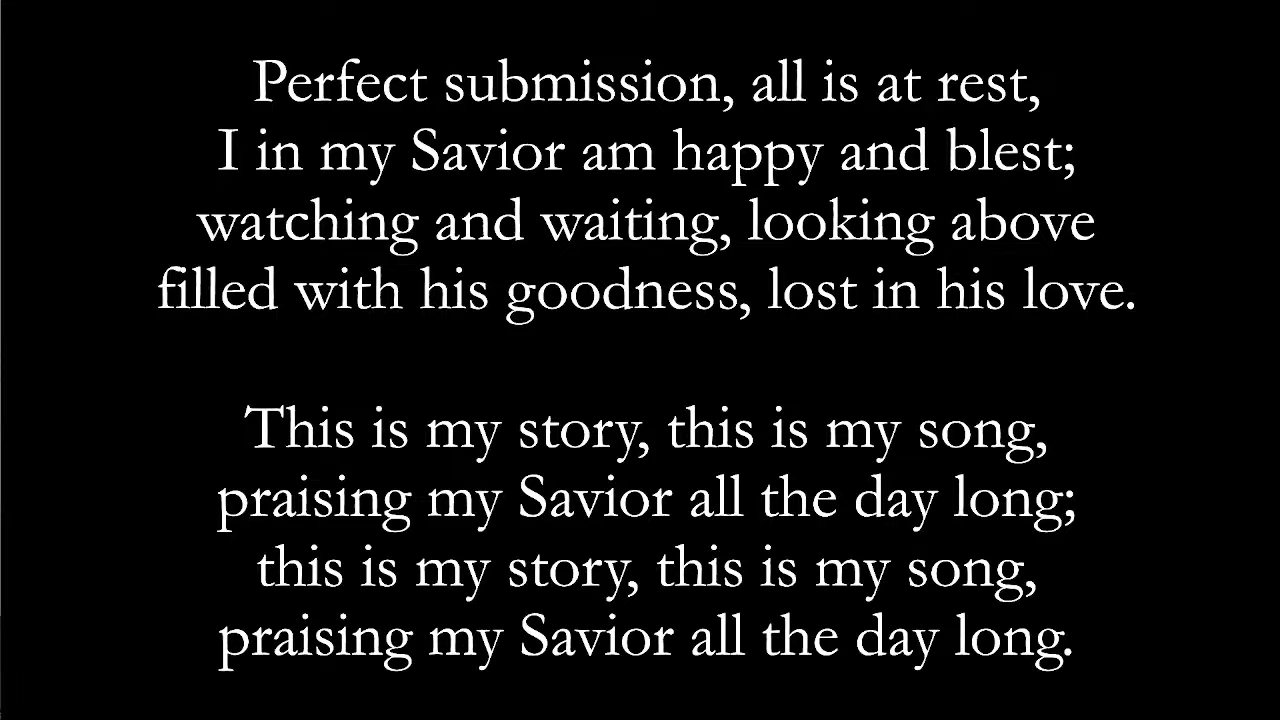 Perfect submission, all is at rest,
I in my Savior am happy and blest;
watching and waiting, looking above
filled with his goodness, lost in his love.
This is my story, this is my song,
praising my Savior all the day long;
this is my story, this is my song,
praising my Savior all the day long.